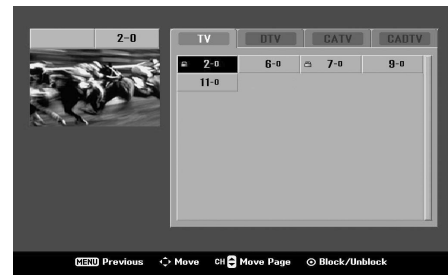 2-0
TV DTV CATV CADTV
2-0 6-0 7-0 9-0
11-0
MENU Previous Move CH Move Page Block/Unblock